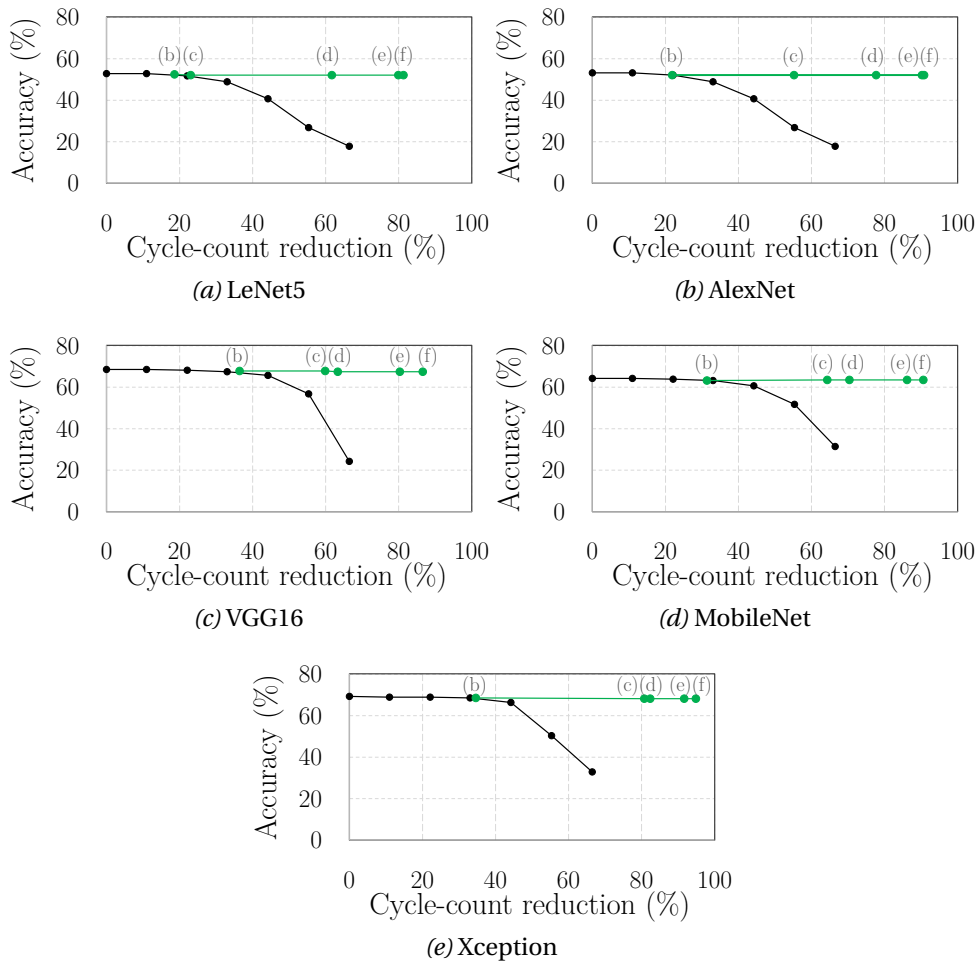 80
60
40
20
0
Accuracy (%)
(b)(c) (d) (e)(f)
0 20 40 60 80 100
Cycle-count reduction (%)
(a) LeNet5
80
60
40
20
0
Accuracy (%)
(b) (c) (d) (e)(f)
0 20 40 60 80 100
Cycle-count reduction (%)
(b) AlexNet
80
60
40
20
0
Accuracy (%)
(b) (c)(d) (e) (f)
0 20 40 60 80 100
Cycle-count reduction (%)
(c) VGG16
80
60
40
20
0
Accuracy (%)
(b) (c) (d) (e)(f)
0 20 40 60 80 100
Cycle-count reduction (%)
(d) MobileNet
80
60
40
20
0
Accuracy (%)
(b) (c)(d) (e)(f)
0 20 40 60 80 100
Cycle-count reduction (%)
(e) Xception